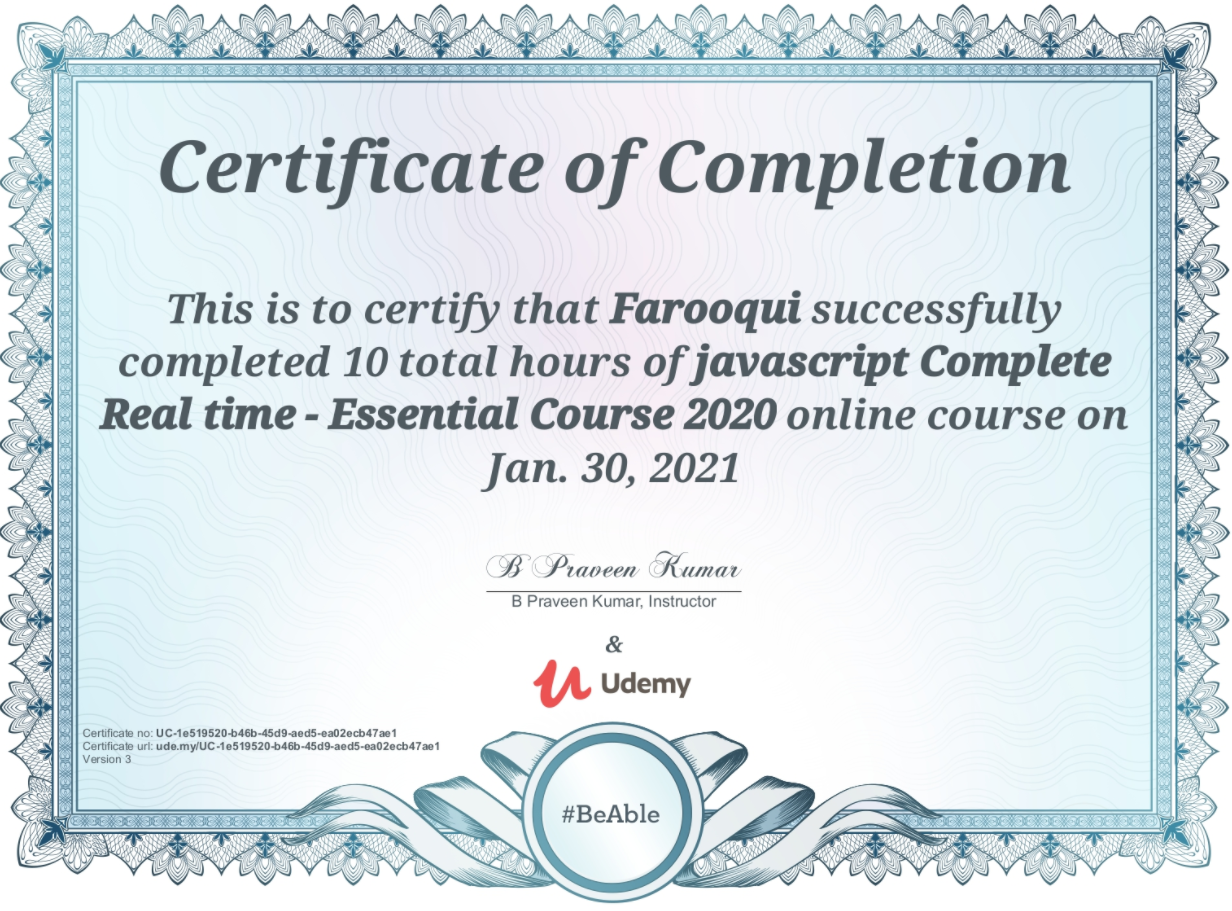 Certificate of Completion
This is to certify that Farooqui successfully
completed 10 total hours of javascript Complete
Real time - Essential Course 2020 online course on
Jan. 30, 2021
B Praveen Kumar
B Praveen Kumar, Instructor
&
Udemy
Certificate no: UC-1e519520-b46b-45d9-aed5-ea02ecb47ae1
Certificate url: ude.my/UC-1e519520-b46b-45d9-aed5-ea02ecb47ae1
Version 3
#BeAble